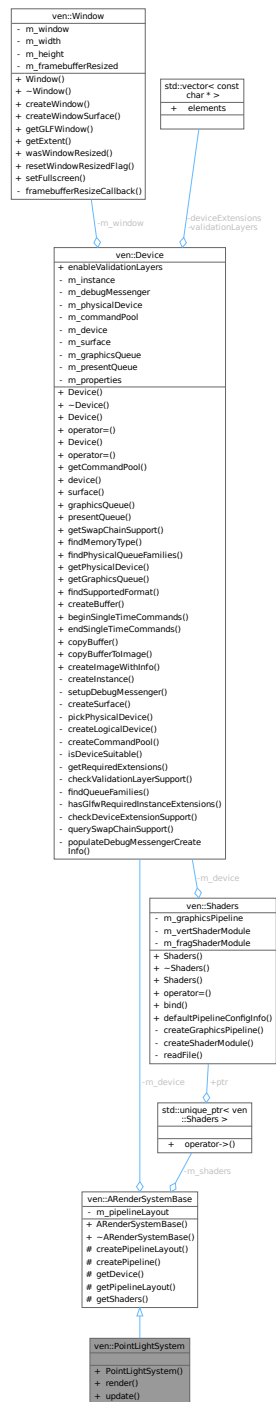 ven::Window
- m_window
- m_width
- m_height
- m_framebufferResized
+ Window()
+ ~Window()
+ createWindow()
+ createWindowSurface()
+ getGLFWindow()
+ getExtent()
+ wasWindowResized()
+ resetWindowResizedFlag()
+ setFullscreen()
- framebufferResizeCallback()
std::vector< const
char * >
+ elements
-m_window
-deviceExtensions
-validationLayers
ven::Device
+ enableValidationLayers
- m_instance
- m_debugMessenger
- m_physicalDevice
- m_commandPool
- m_device
- m_surface
- m_graphicsQueue
- m_presentQueue
- m_properties
+ Device()
+ ~Device()
+ Device()
+ operator=()
+ Device()
+ operator=()
+ getCommandPool()
+ device()
+ surface()
+ graphicsQueue()
+ presentQueue()
+ getSwapChainSupport()
+ findMemoryType()
+ findPhysicalQueueFamilies()
+ getPhysicalDevice()
+ getGraphicsQueue()
+ findSupportedFormat()
+ createBuffer()
+ beginSingleTimeCommands()
+ endSingleTimeCommands()
+ copyBuffer()
+ copyBufferToImage()
+ createImageWithInfo()
- createInstance()
- setupDebugMessenger()
- createSurface()
- pickPhysicalDevice()
- createLogicalDevice()
- createCommandPool()
- isDeviceSuitable()
- getRequiredExtensions()
- checkValidationLayerSupport()
- findQueueFamilies()
- hasGlfwRequiredInstanceExtensions()
- checkDeviceExtensionSupport()
- querySwapChainSupport()
- populateDebugMessengerCreate
Info()
-m_device
ven::Shaders
- m_graphicsPipeline
- m_vertShaderModule
- m_fragShaderModule
+ Shaders()
+ ~Shaders()
+ Shaders()
+ operator=()
+ bind()
+ defaultPipelineConfigInfo()
- createGraphicsPipeline()
- createShaderModule()
- readFile()
-m_device
+ptr
std::unique_ptr< ven
::Shaders >
+ operator->()
-m_shaders
ven::ARenderSystemBase
- m_pipelineLayout
+ ARenderSystemBase()
+ ~ARenderSystemBase()
# createPipelineLayout()
# createPipeline()
# getDevice()
# getPipelineLayout()
# getShaders()
ven::PointLightSystem
+ PointLightSystem()
+ render()
+ update()